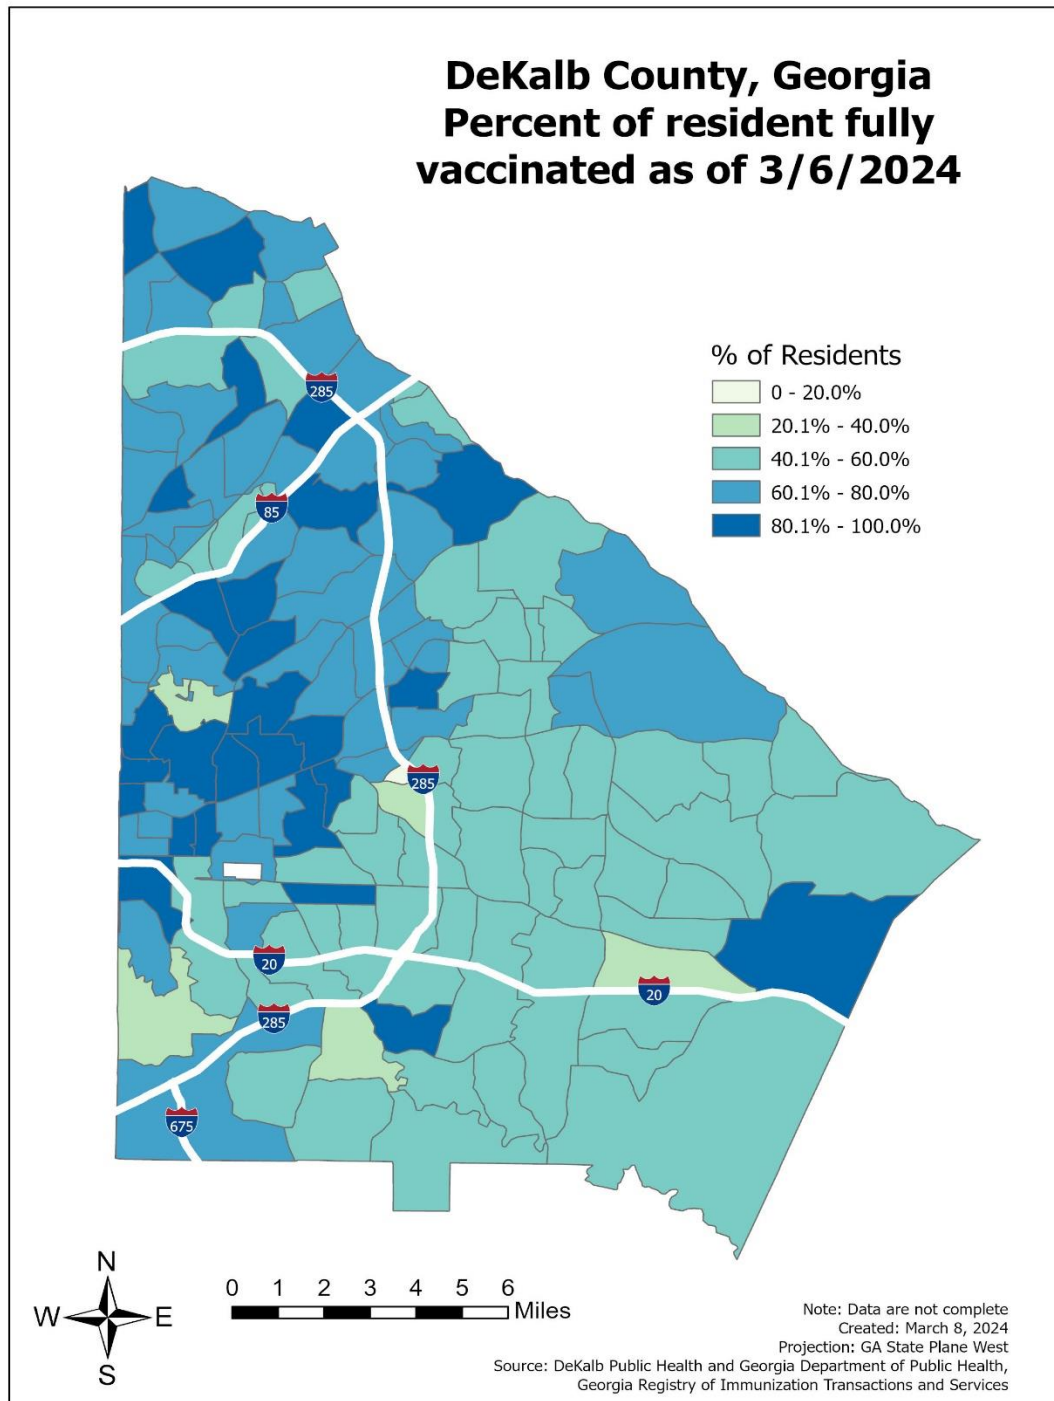 DeKalb County, Georgia
Percent of resident fully
vaccinated as of 3/6/2024
% of Residents
0 - 20.0%
20.1% - 40.0%
40.1% - 60.0%
60.1% - 80.0%
80.1% - 100.0%
285
85
285
20
20
285
675
N
W E
S
0 1 2 3 4 5 6
Miles
Note: Data are not complete
Created: March 8, 2024
Projection: GA State Plane West
Source: DeKalb Public Health and Georgia Department of Public Health,
Georgia Registry of Immunization Transactions and Services